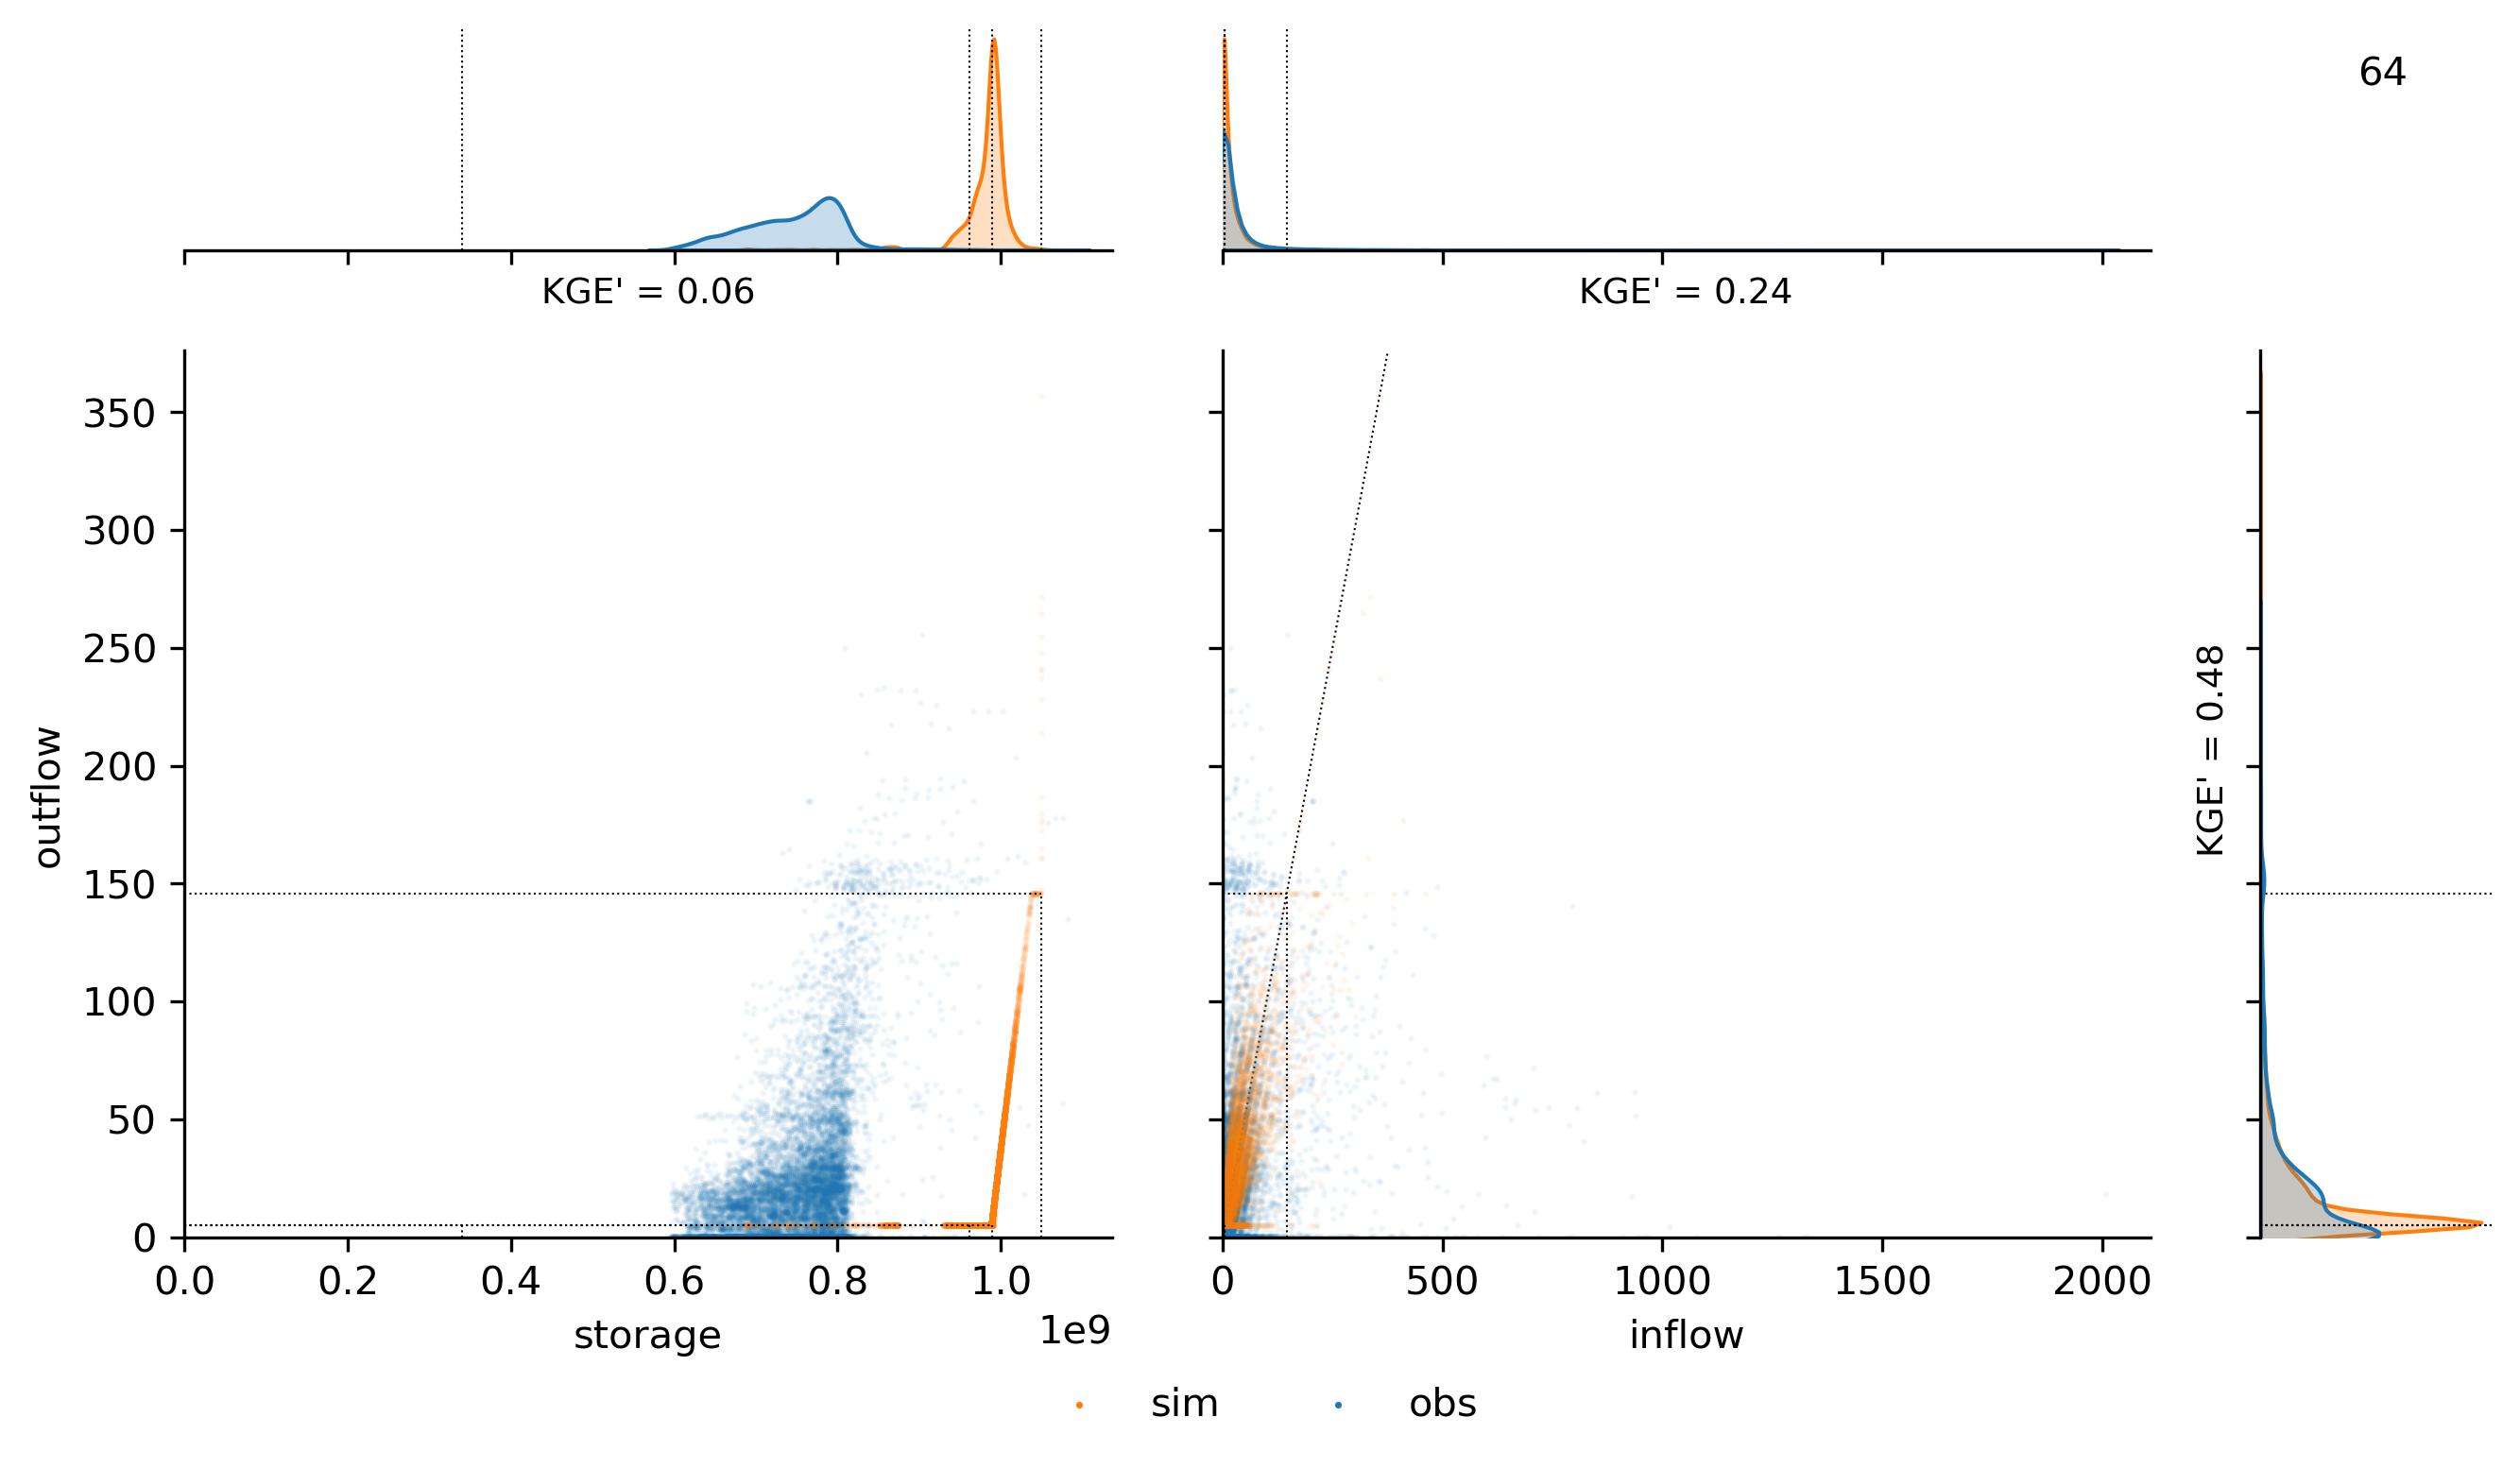 64
KGE' = 0.06
KGE' = 0.24
350
300
250
200
150
100
50
0
outflow
KGE' = 0.48
0.0 0.2 0.4 0.6 0.8 1.0
0 500 1000 1500 2000
1e9
storage
inflow
sim obs